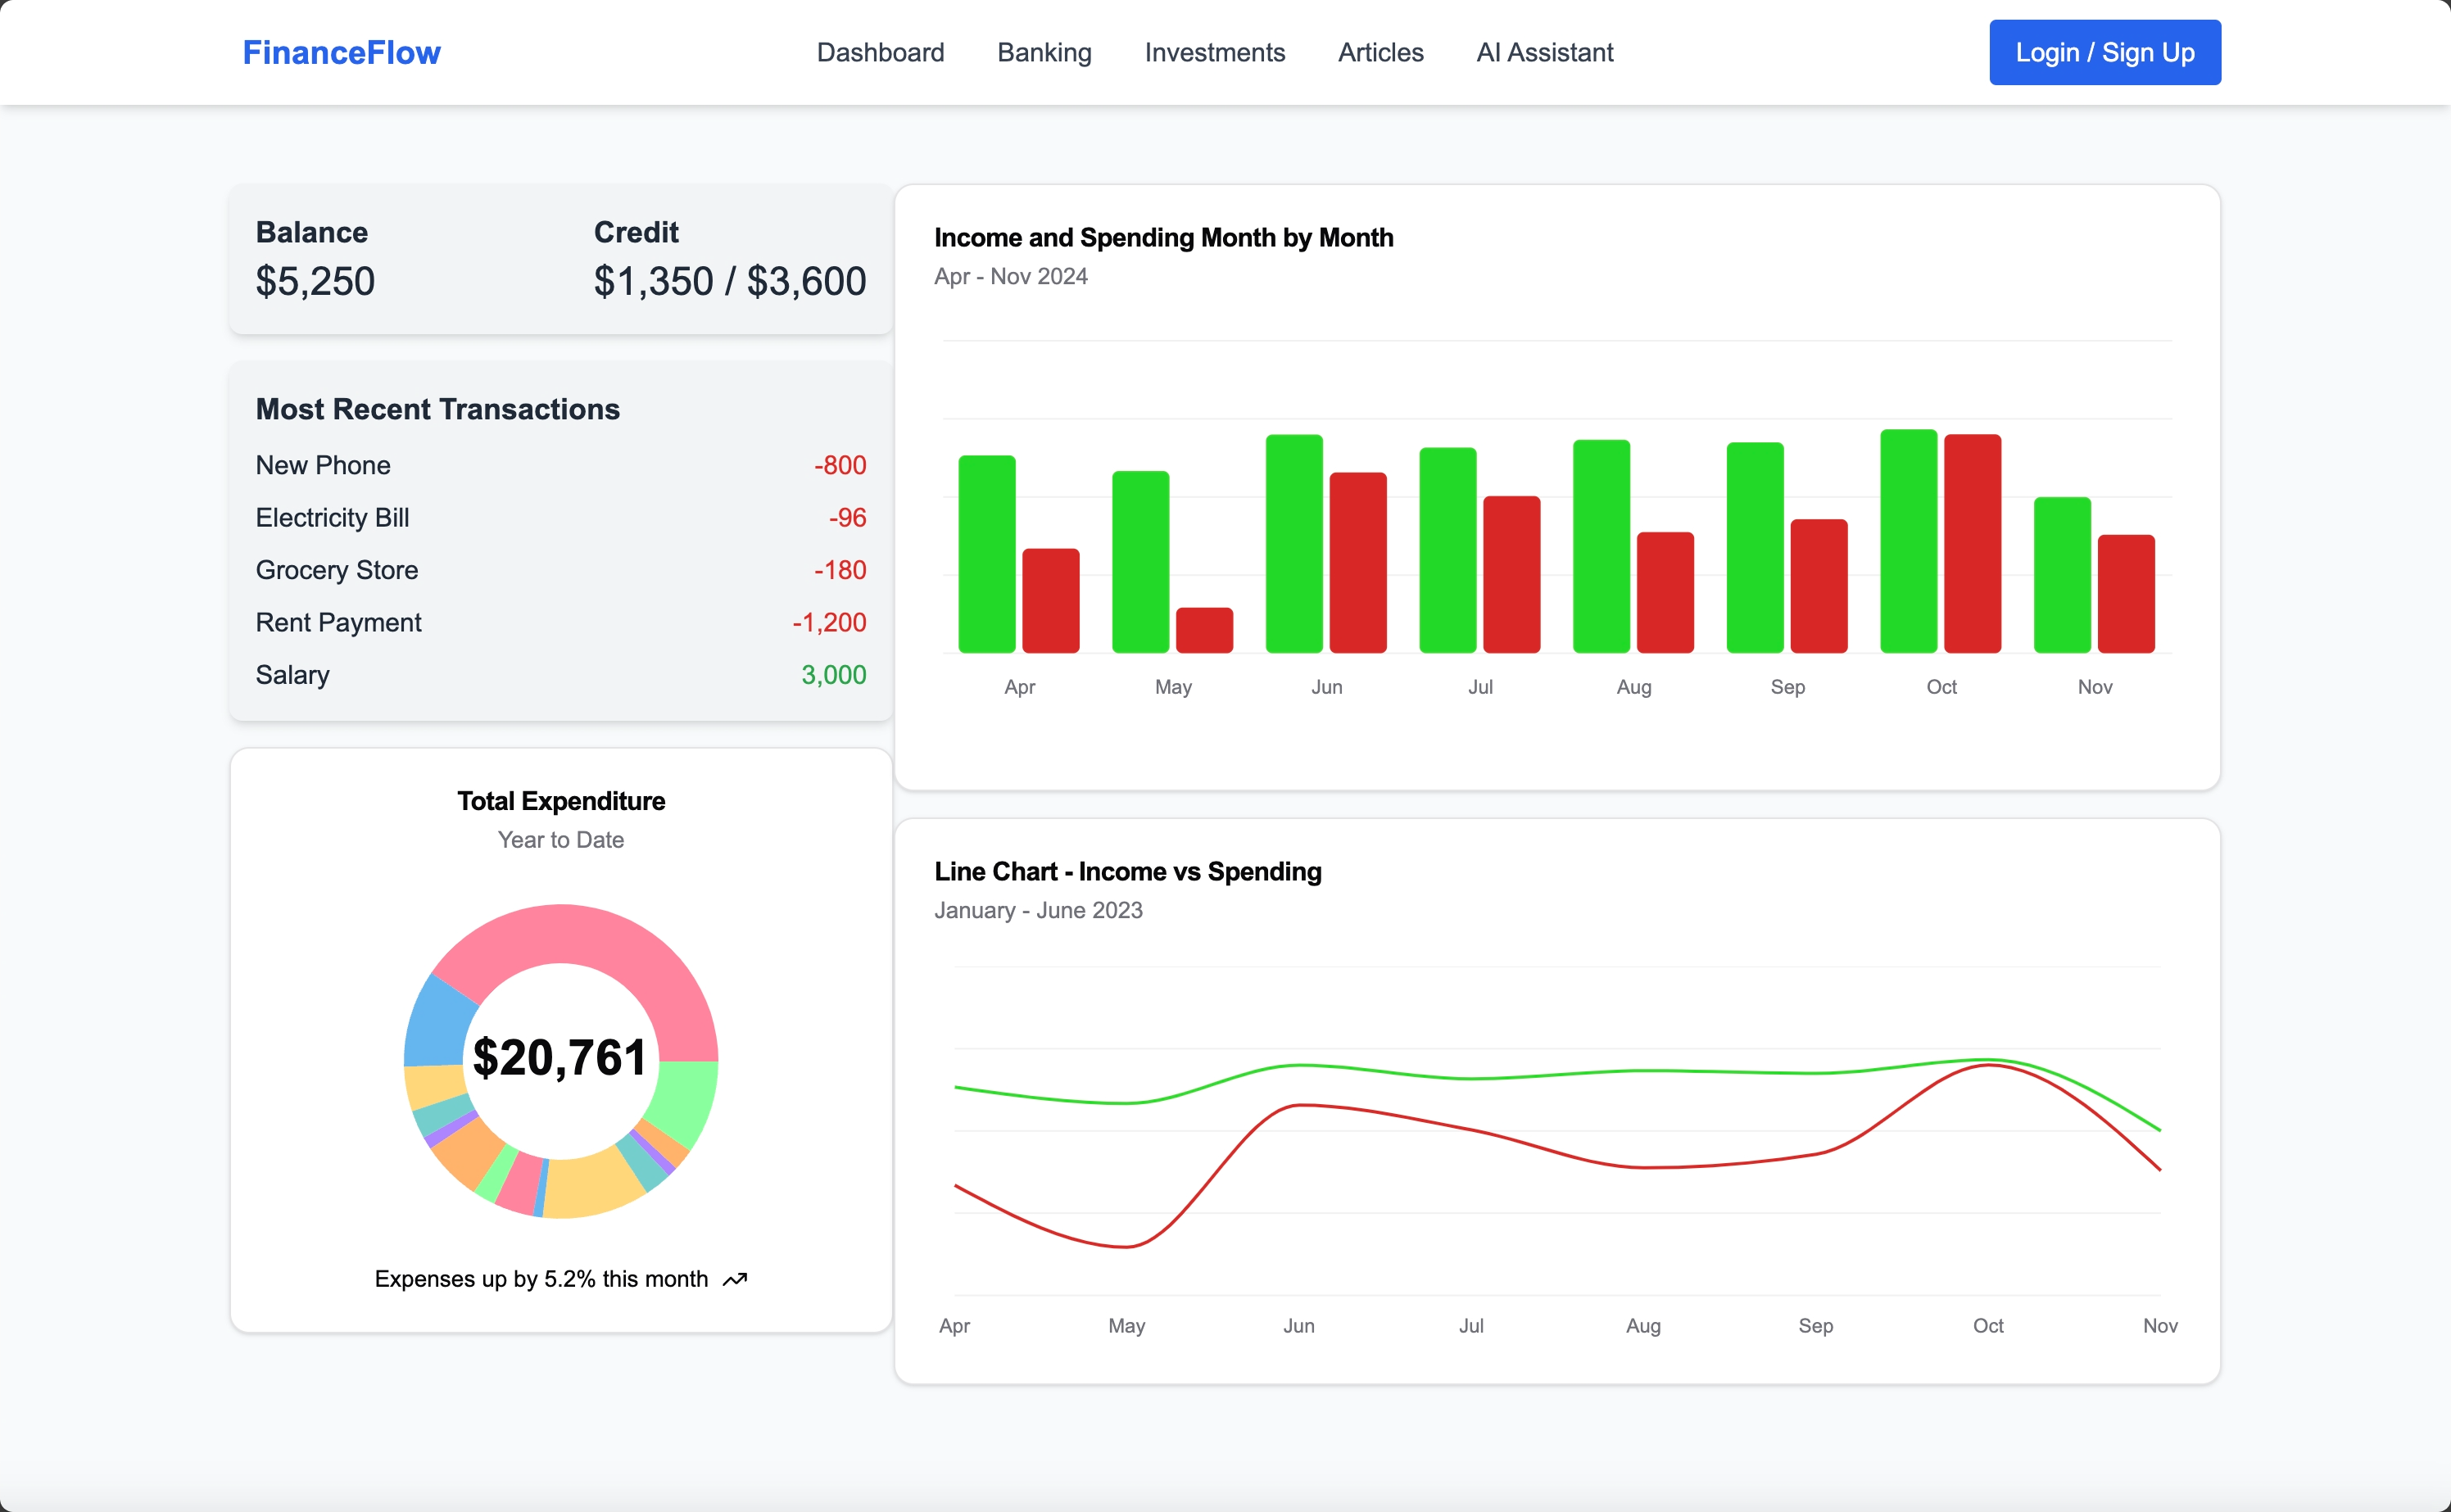 FinanceFlow
Dashboard
Banking
Investments
Articles
AI Assistant
Login / Sign Up
Balance
$5,250
Credit
$1,350 / $3,600
Most Recent Transactions
New Phone -800
Electricity Bill -96
Grocery Store -180
Rent Payment -1,200
Salary 3,000
Total Expenditure
Year to Date
$20,761
Expenses up by 5.2% this month
Income and Spending Month by Month
Apr - Nov 2024
Apr May Jun Jul Aug Sep Oct Nov
Line Chart - Income vs Spending
January - June 2023
Apr May Jun Jul Aug Sep Oct Nov